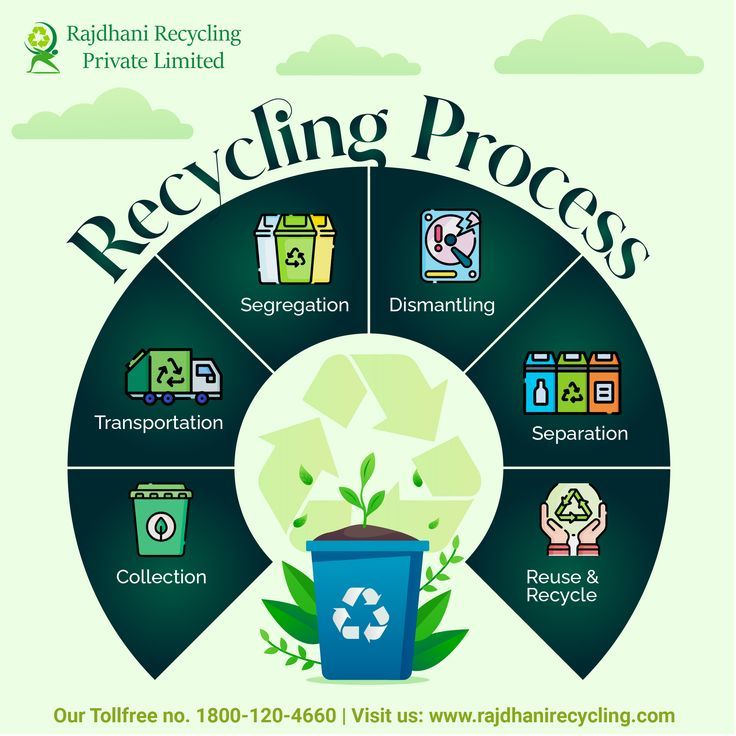 Rajdhani Recycling
Private Limited
Recycling Process
Segregation
Dismantling
Transportation
Separation
Collection
Reuse &
Recycle
Our Tollfree no. 1800-120-4660 | Visit us: www.rajdhanirecycling.com